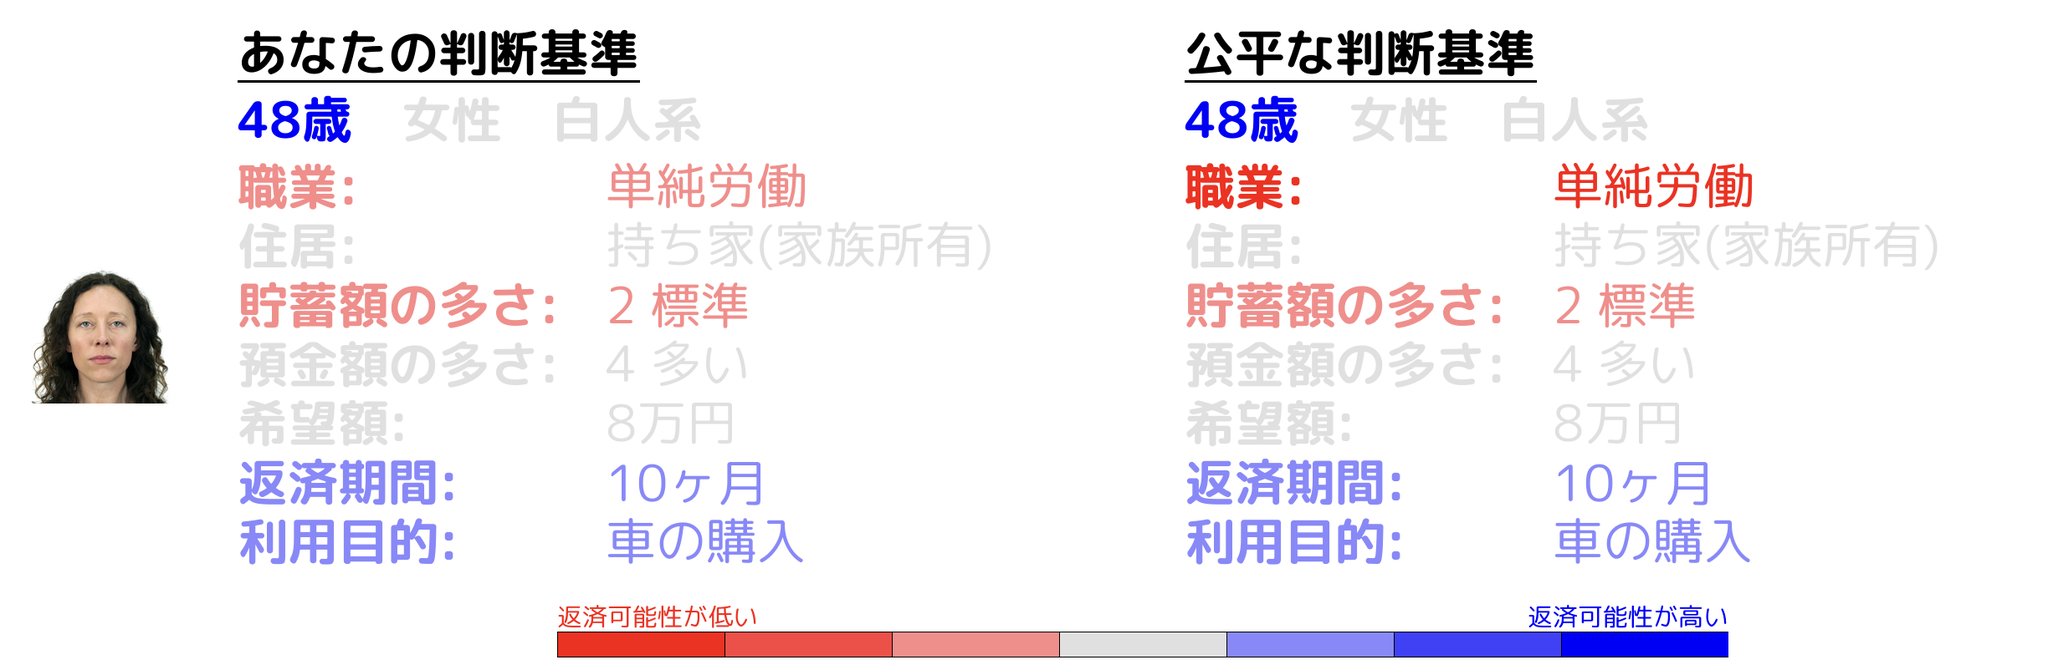 あなたの判断基準
48歳 女性 白人系
職業: 単純労働
住居: 持ち家(家族所有)
貯蓄額の多さ: 2 標準
預金額の多さ: 4 多い
希望額: 8万円
返済期間: 10ヶ月
利用目的: 車の購入
公平な判断基準
48歳 女性 白人系
職業: 単純労働
住居: 持ち家(家族所有)
貯蓄額の多さ: 2 標準
預金額の多さ: 4 多い
希望額: 8万円
返済期間: 10ヶ月
利用目的: 車の購入
返済可能性が低い
返済可能性が高い